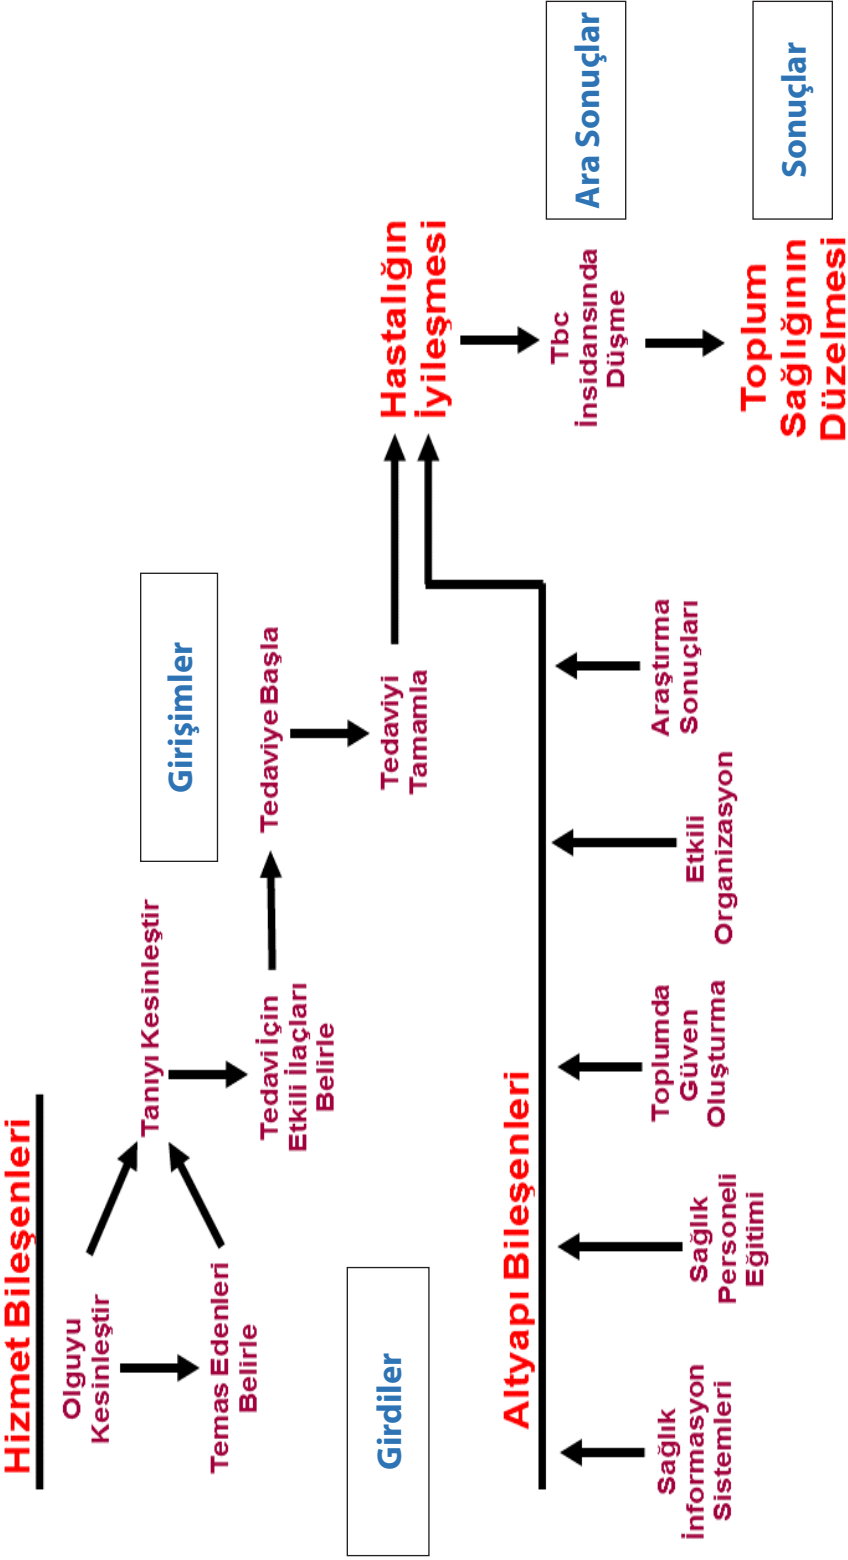 Hizmet Bileşenleri
Olguyu
Kesinleştir
Temas Edenleri
Belirle
Tanıyı Kesinleştir
Tedavi İçin
Etkili İlaçları
Belirle
Girişimler
Tedaviye Başla
Tedaviyi
Tamamla
Hastalığın
İyileşmesi
Girdiler
Altyapı Bileşenleri
Sağlık
İnformasyon
Sistemleri
Sağlık
Personeli
Eğitimi
Toplumda
Güven
Oluşturma
Etkili
Organizasyon
Araştırma
Sonuçları
Tbc
İnsidansında
Düşme
Ara Sonuçlar
Toplum
Sağlığının
Düzelmesi
Sonuçlar